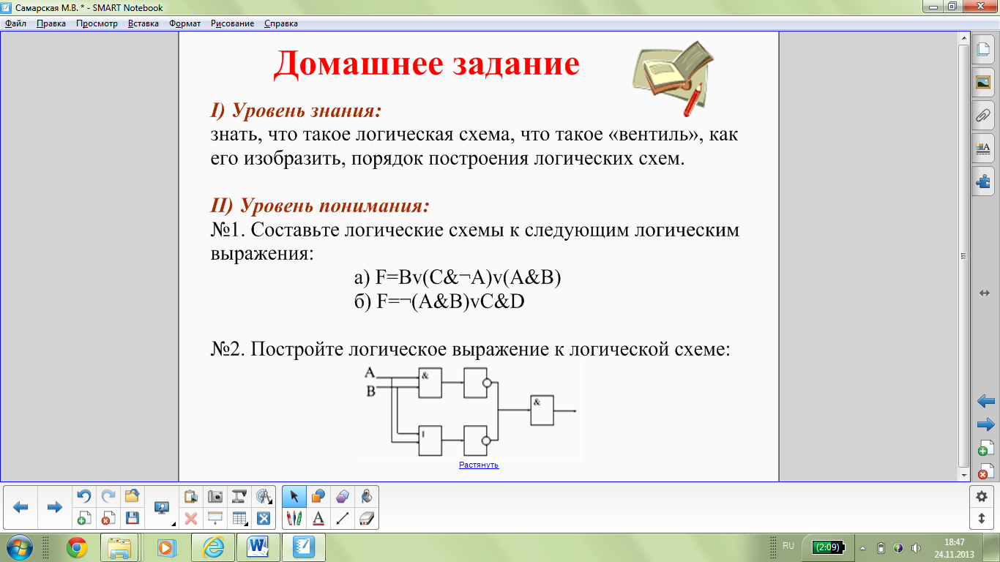 Самарская М.В. * - SMART Notebook
Файл Правка Просмотр Вставка Формат Рисование Справка
Домашнее задание
I) Уровень знания:
знать, что такое логическая схема, что такое «вентиль», как
его изобразить, порядок построения логических схем.
II) Уровень понимания:
№1. Составьте логические схемы к следующим логическим
выражения:
а) F=Bv(C&¬A)v(A&B)
б) F=¬(A&B)vC&D
№2. Постройте логическое выражение к логической схеме:
A
B
&
1
&
Растянуть
RU
(2:09)
18:47
24.11.2013